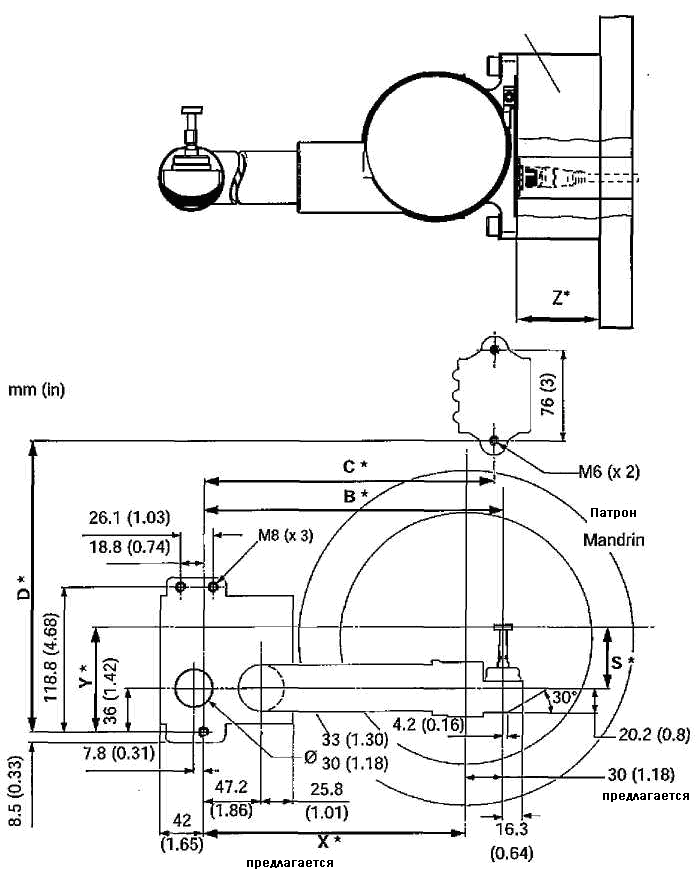 Z*
mm (in)
76 (3)
M6 (x 2)
C *
B *
Патрон
Mandrin
26.1 (1.03)
18.8 (0.74)
M8 (x 3)
D *
118.8 (4.68)
Y *
36 (1.42)
S *
30°
4.2 (0.16)
20.2 (0.8)
33 (1.30)
Ø 30 (1.18)
7.8 (0.31)
8.5 (0.33)
47.2
(1.86)
25.8
(1.01)
30 (1.18)
предлагается
42
(1.65)
X *
16.3
(0.64)
предлагается